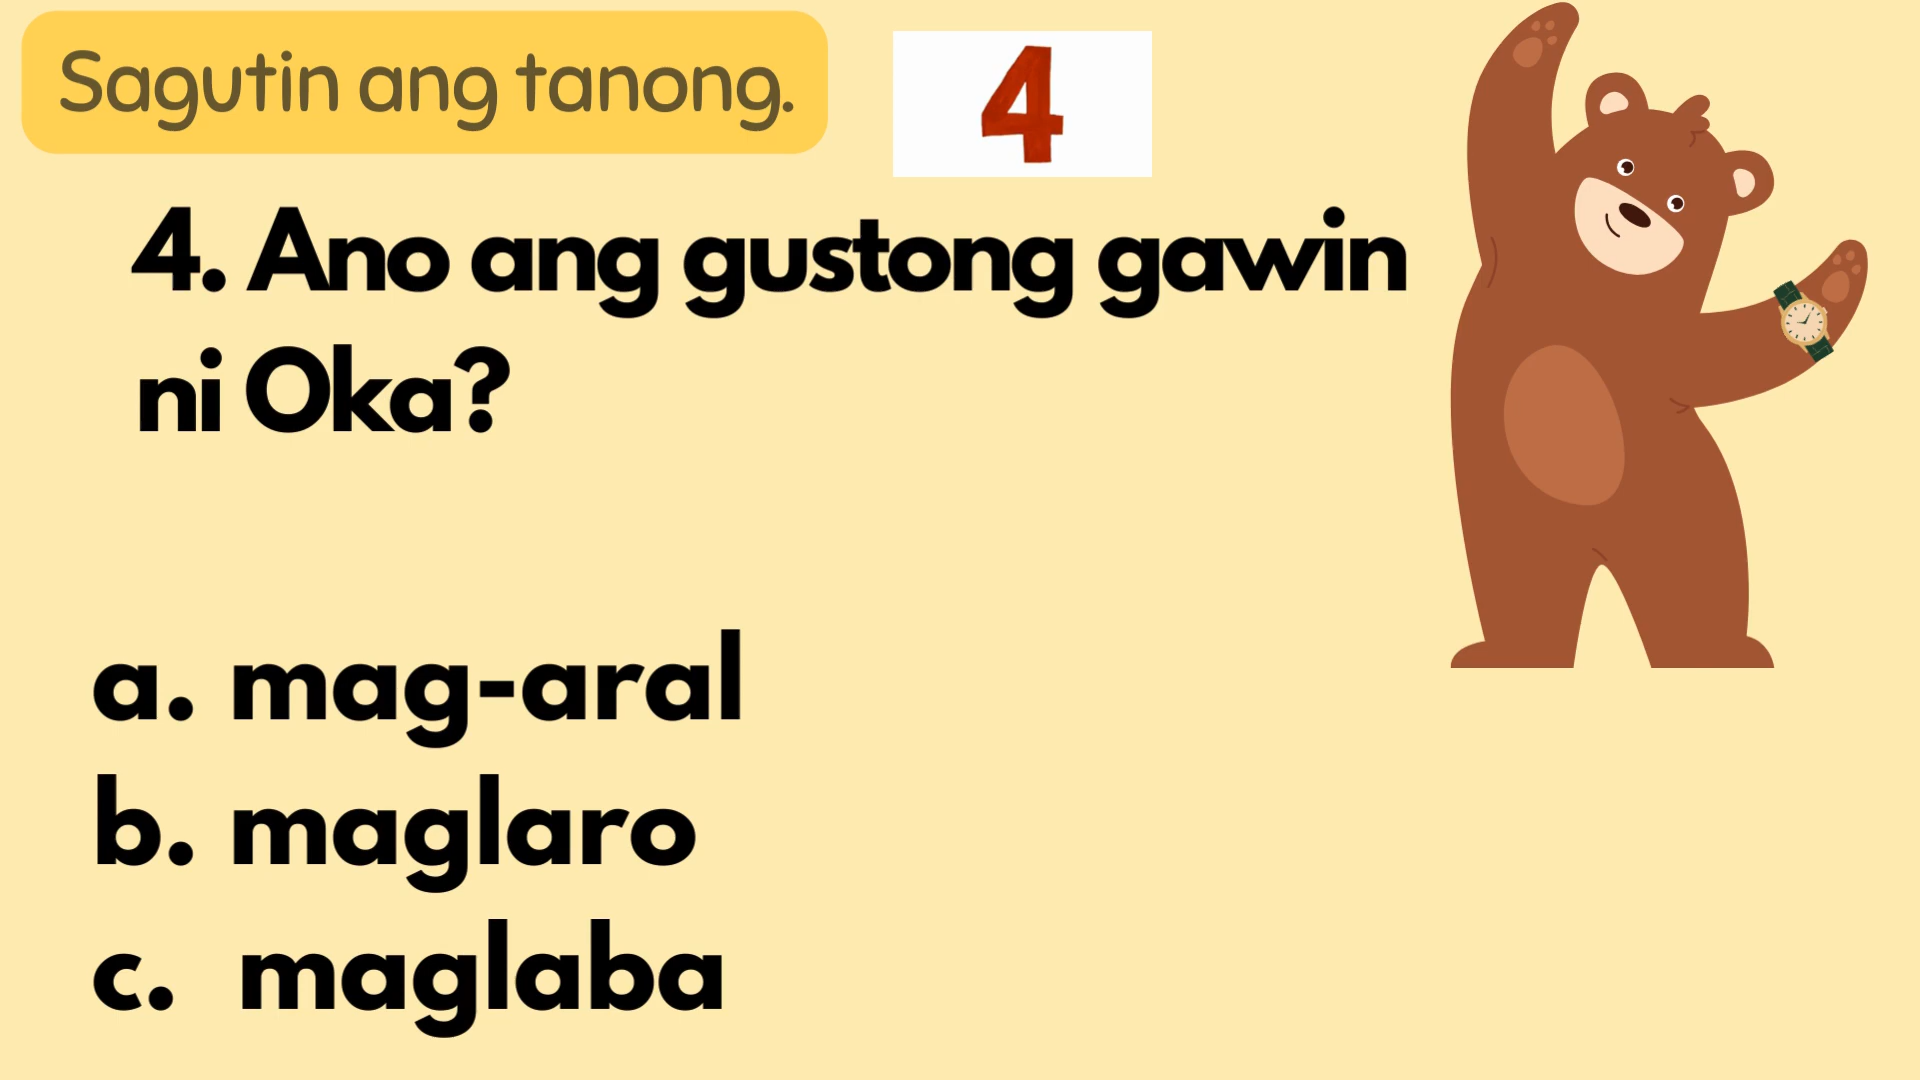 Sagutin ang tanong.
4
4. Ano ang gustong gawin
ni Oka?
a. mag-aral
b. maglaro
c. maglaba